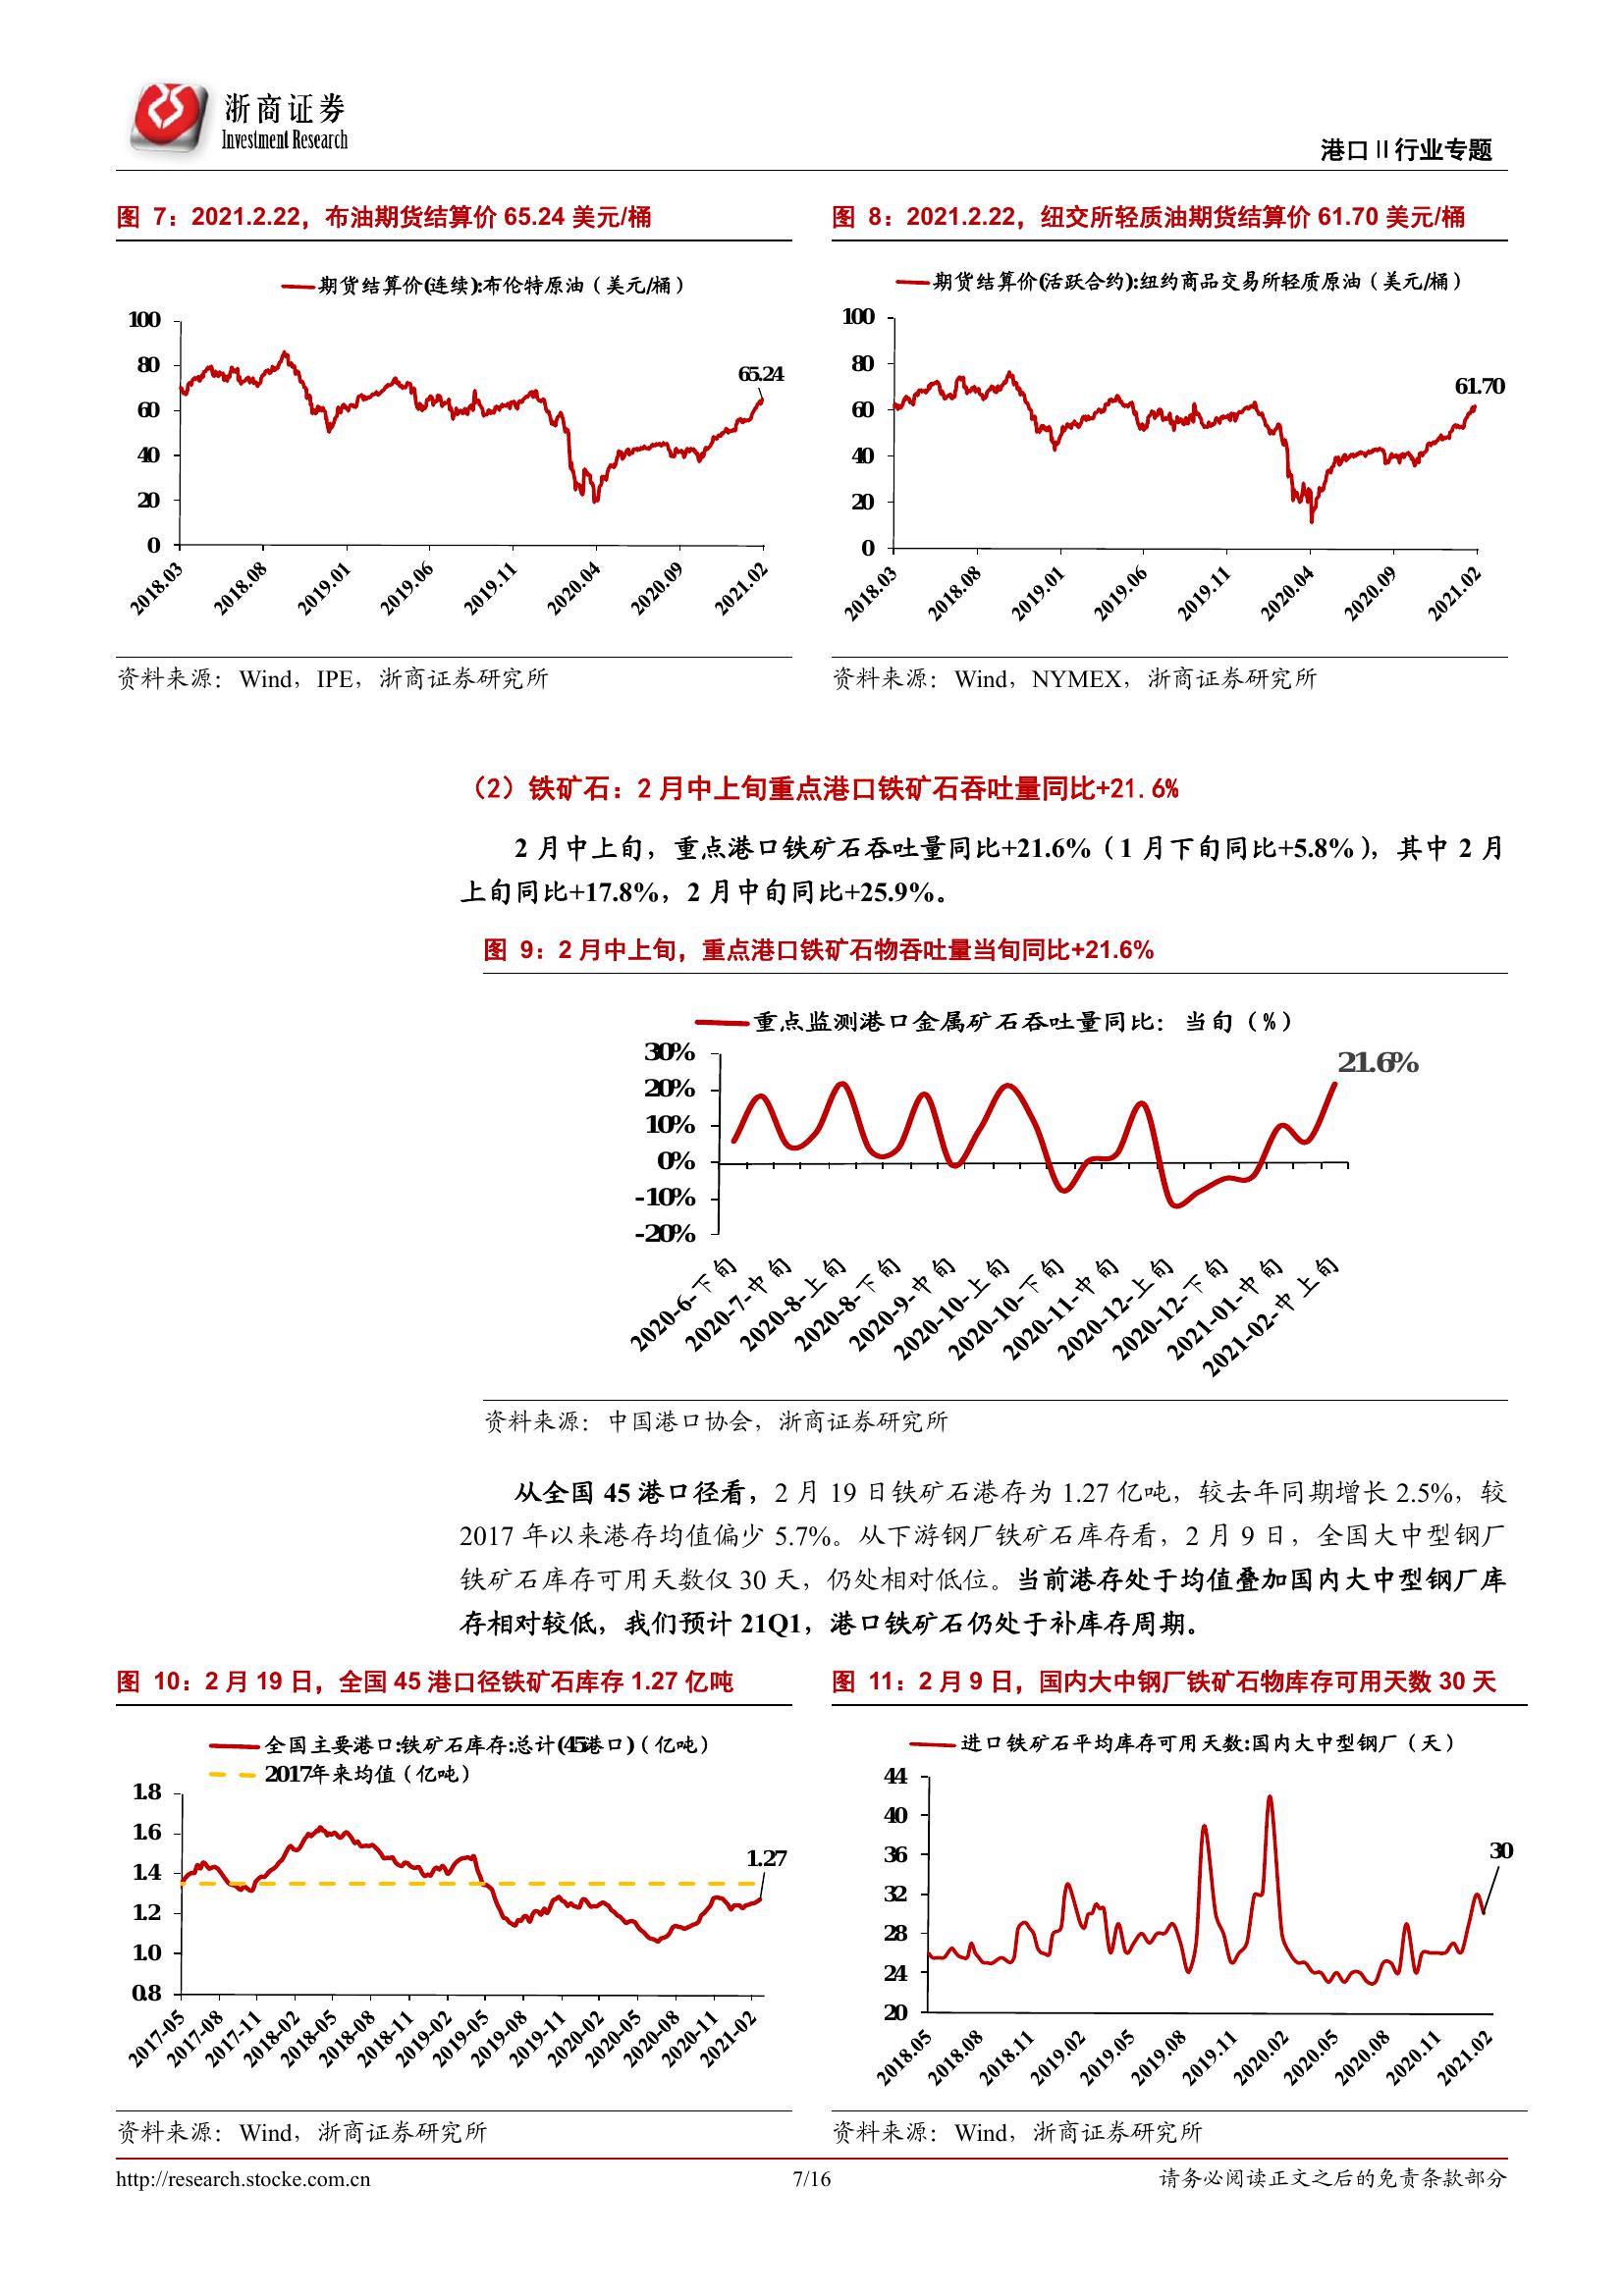 浙商证券
Investment Research
港口Ⅱ行业专题
图 7：2021.2.22，布油期货结算价 65.24 美元/桶
期货结算价(连续):布伦特原油（美元/桶）
100
80
60
40
20
0
65.24
2018.03
2018.08
2019.01
2019.06
2019.11
2020.04
2020.09
2021.02
资料来源：Wind，IPE，浙商证券研究所
图 8：2021.2.22，纽交所轻质油期货结算价 61.70 美元/桶
期货结算价(活跃合约):纽约商品交易所轻质原油（美元/桶）
100
80
60
40
20
0
61.70
2018.03
2018.08
2019.01
2019.06
2019.11
2020.04
2020.09
2021.02
资料来源：Wind，NYMEX，浙商证券研究所
（2）铁矿石：2 月中上旬重点港口铁矿石吞吐量同比+21.6%
2 月中上旬，重点港口铁矿石吞吐量同比+21.6%（1 月下旬同比+5.8%），其中 2 月
上旬同比+17.8%，2 月中旬同比+25.9%。
图 9：2 月中上旬，重点港口铁矿石物吞吐量当旬同比+21.6%
重点监测港口金属矿石吞吐量同比：当旬（%）
30%
20%
10%
0%
-10%
-20%
21.6%
2020-6-下旬
2020-7-中旬
2020-8-上旬
2020-8-下旬
2020-9-中旬
2020-10-上旬
2020-10-下旬
2020-11-中旬
2020-12-上旬
2020-12-下旬
2021-01-中旬
2021-02-中上旬
资料来源：中国港口协会，浙商证券研究所
从全国 45 港口径看，2 月 19 日铁矿石港存为 1.27 亿吨，较去年同期增长 2.5%，较
2017 年以来港存均值偏少 5.7%。从下游钢厂铁矿石库存看，2 月 9 日，全国大中型钢厂
铁矿石库存可用天数仅 30 天，仍处相对低位。当前港存处于均值叠加国内大中型钢厂库
存相对较低，我们预计 21Q1，港口铁矿石仍处于补库存周期。
图 10：2 月 19 日，全国 45 港口径铁矿石库存 1.27 亿吨
全国主要港口:铁矿石库存:总计(45港口)（亿吨）
2017年来均值（亿吨）
1.8
1.6
1.4
1.2
1.0
0.8
1.27
2017-05
2017-08
2017-11
2018-02
2018-05
2018-08
2018-11
2019-02
2019-05
2019-08
2019-11
2020-02
2020-05
2020-08
2020-11
2021-02
资料来源：Wind，浙商证券研究所
图 11：2 月 9 日，国内大中钢厂铁矿石物库存可用天数 30 天
进口铁矿石平均库存可用天数:国内大中型钢厂（天）
44
40
36
32
28
24
20
30
2018.05
2018.08
2018.11
2019.02
2019.05
2019.08
2019.11
2020.02
2020.05
2020.08
2020.11
2021.02
资料来源：Wind，浙商证券研究所
http://research.stocke.com.cn
7/16
请务必阅读正文之后的免责条款部分